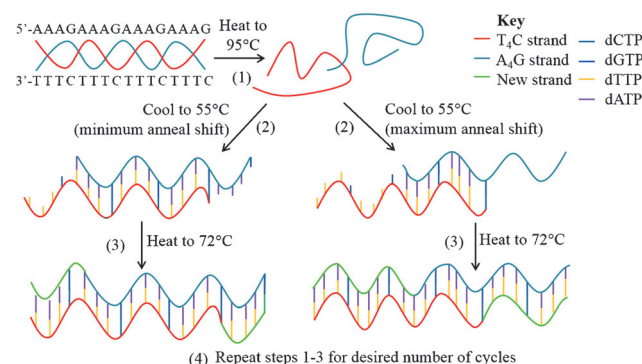 5'-AAAGAAAGAAAGAAAG
3'-TTTCTTTCTTTCTTTC
Heat to
95°C
(1)
Key
T₄C strand
A₄G strand
New strand
dCTP
dGTP
dTTP
dATP
Cool to 55°C
(minimum anneal shift)
(2)
(2)
Cool to 55°C
(maximum anneal shift)
(3)
Heat to 72°C
(3)
Heat to 72°C
(4) Repeat steps 1-3 for desired number of cycles